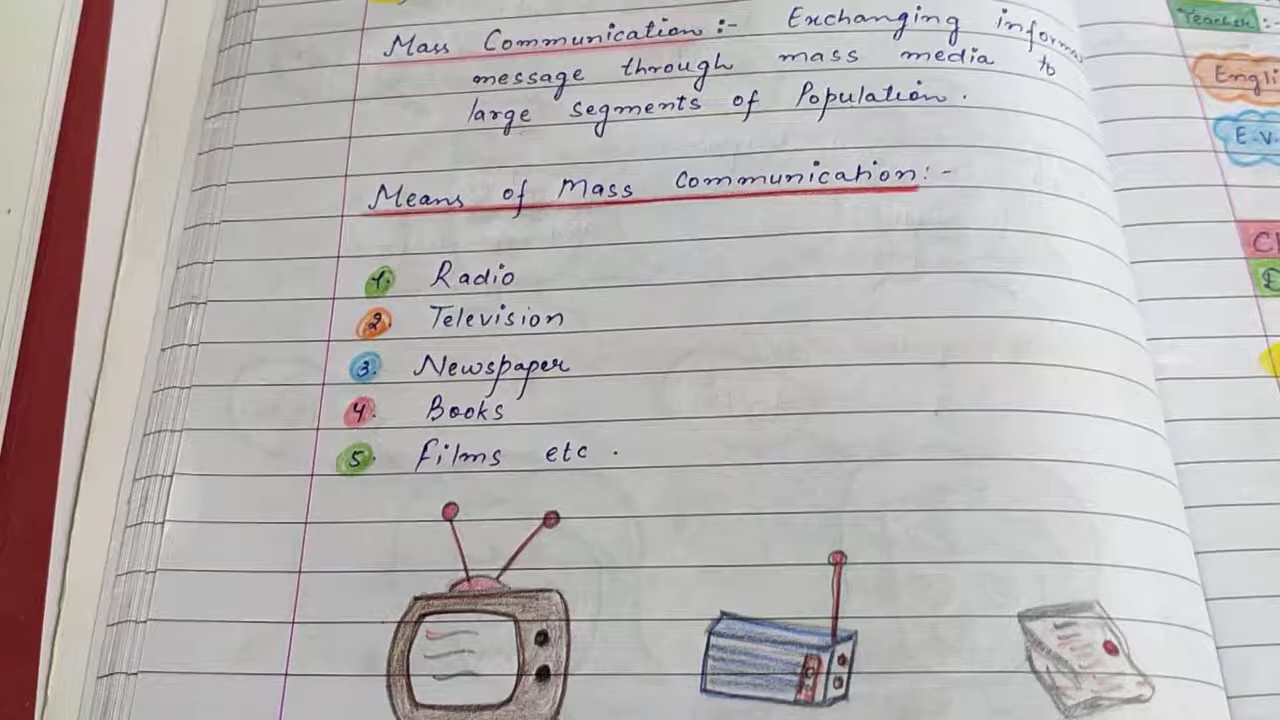 Mass Communication :- Exchanging
message through mass media to
large segments of Population .
Means of Mass Communication :-
1. Radio
2. Television
3. Newspaper
4. Books
5. films etc .
Teacher :-
E.V.